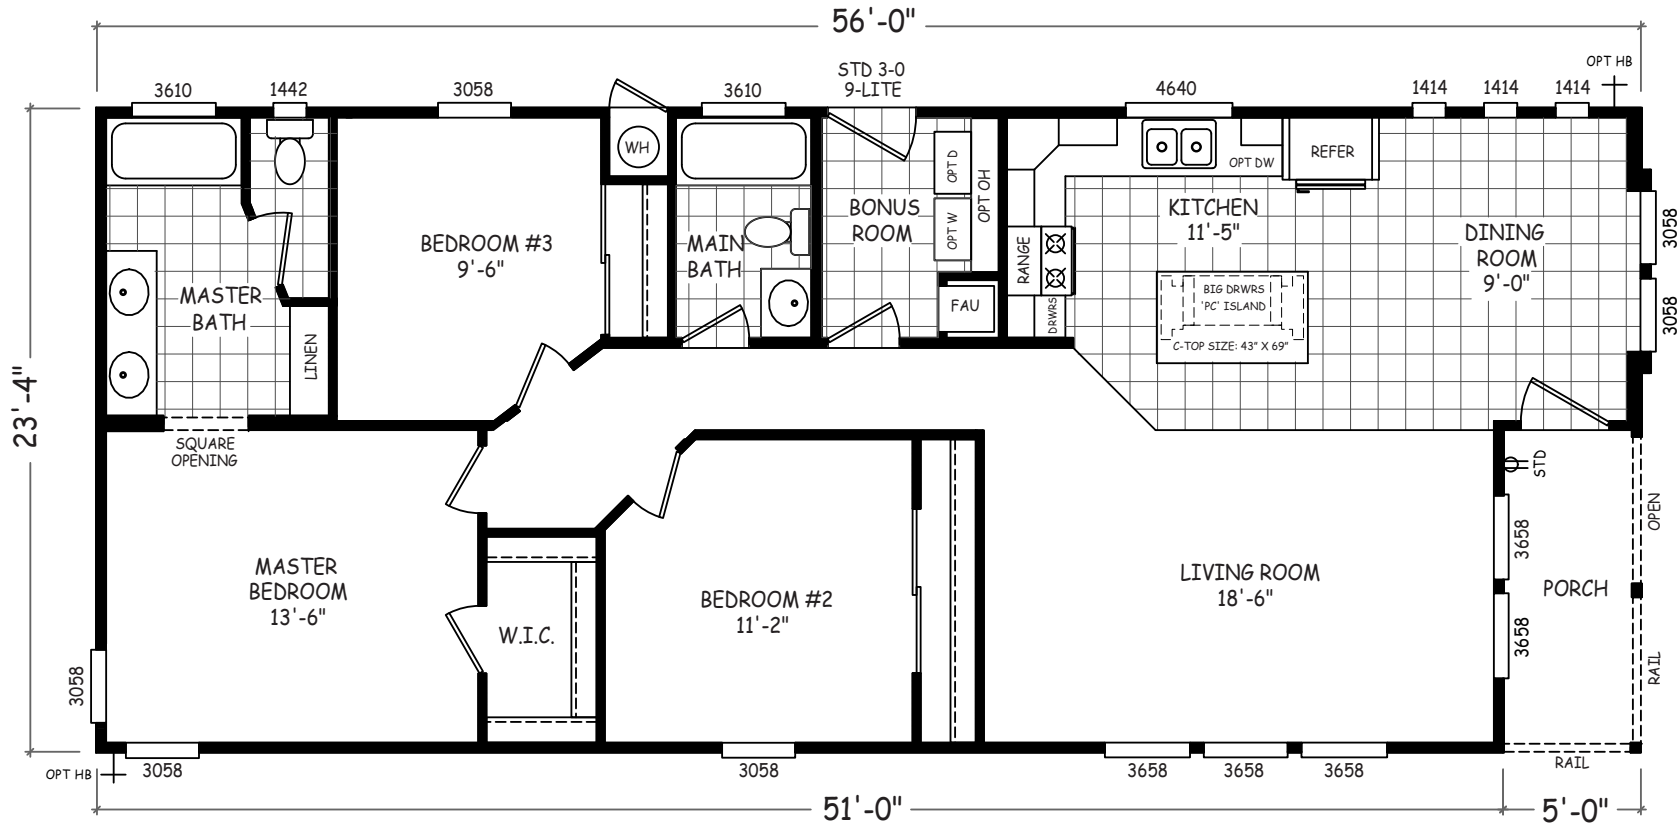 56'-0"
OPT HB
STD 3-0
9-LITE
3610
1442
3058
3610
4640
1414
1414
1414
WH
OPT D
OPT OH
OPT W
OPT DW
REFER
BONUS
ROOM
KITCHEN
11'-5"
DINING
ROOM
9'-0"
3058
3058
BEDROOM #3
9'-6"
MAIN
BATH
RANGE
DRWRS
BIG DRWRS
'PC' ISLAND
C-TOP SIZE: 43" X 69"
FAU
MASTER
BATH
LINEN
23'-4"
SQUARE
OPENING
STD
OPEN
3658
MASTER
BEDROOM
13'-6"
W.I.C.
BEDROOM #2
11'-2"
LIVING ROOM
18'-6"
PORCH
3658
RAIL
3058
OPT HB
3058
3058
3658
3658
3658
RAIL
51'-0"
5'-0"